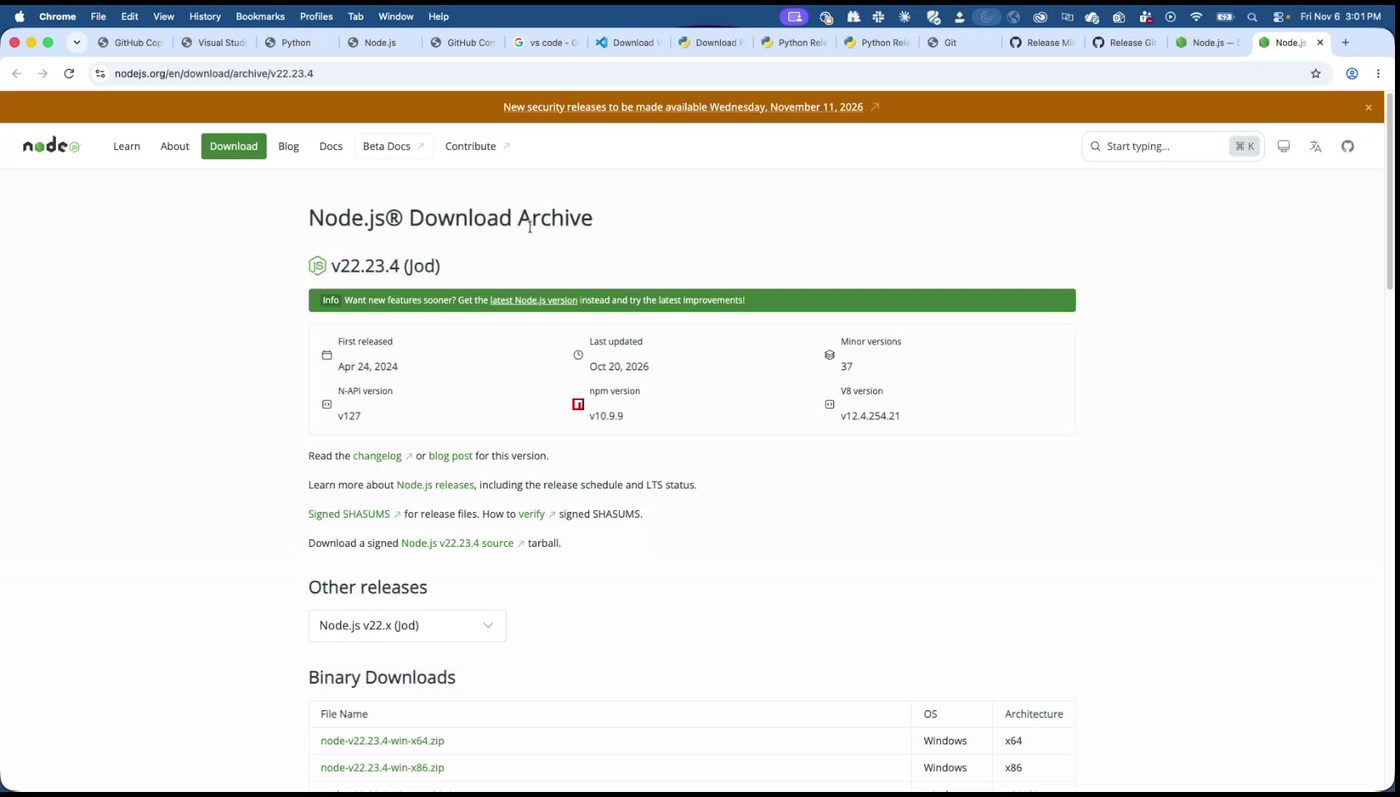 Chrome File Edit View History Bookmarks Profiles Tab Window Help Fri Nov 6 3:01 PM
GitHub Cop Visual Studi Python Node.js GitHub Con vs code - G Download V Download P Python Rele Python Rele Git Release Min Release Git Node.js — D Node.js
nodejs.org/en/download/archive/v22.23.4
New security releases to be made available Wednesday, November 11, 2026
node Learn About Download Blog Docs Beta Docs Contribute Start typing... ⌘ K
Node.js® Download Archive
JS v22.23.4 (Jod)
Info Want new features sooner? Get the latest Node.js version instead and try the latest improvements!
First released Last updated Minor versions
Apr 24, 2024 Oct 20, 2026 37
N-API version npm version V8 version
v127 v10.9.9 v12.4.254.21
Read the changelog ↗ or blog post for this version.
Learn more about Node.js releases, including the release schedule and LTS status.
Signed SHASUMS ↗ for release files. How to verify ↗ signed SHASUMS.
Download a signed Node.js v22.23.4 source ↗ tarball.
Other releases
Node.js v22.x (Jod)
Binary Downloads
File Name OS Architecture
node-v22.23.4-win-x64.zip Windows x64
node-v22.23.4-win-x86.zip Windows x86